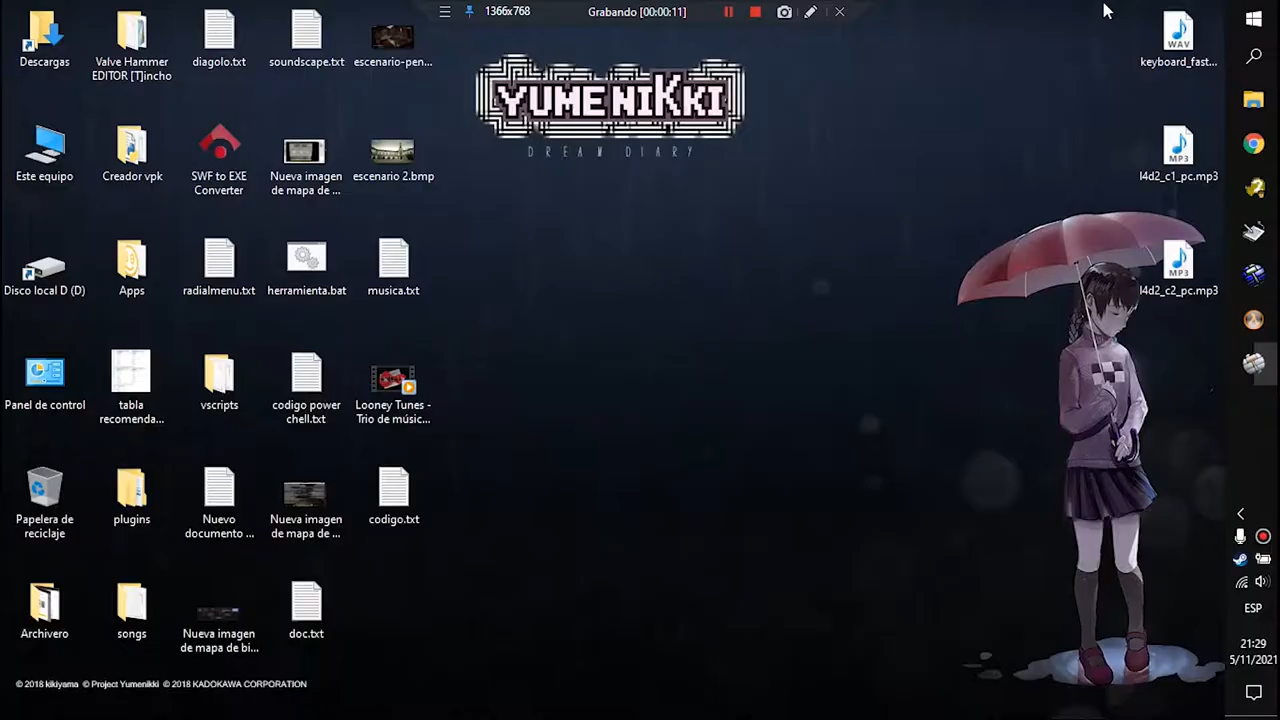 1366x768
Grabando [00:00:11]
Descargas
Valve Hammer
EDITOR [T]incho
diagolo.txt
soundscape.txt
escenario-pen...
YUME NIKKI
DREAM DIARY
WAV
keyboard_fast...
Este equipo
Creador vpk
SWF to EXE
Converter
Nueva imagen
de mapa de ...
escenario 2.bmp
MP3
l4d2_c1_pc.mp3
Disco local D (D)
Apps
radialmenu.txt
herramienta.bat
musica.txt
MP3
l4d2_c2_pc.mp3
Panel de control
tabla
recomenda...
vscripts
codigo power
chell.txt
Looney Tunes -
Trio de músic...
Papelera de
reciclaje
plugins
Nuevo
documento ...
Nueva imagen
de mapa de ...
codigo.txt
Archivero
songs
Nueva imagen
de mapa de bi...
doc.txt
ESP
21:29
5/11/2021
© 2018 kikiyama © Project Yumenikki © 2018 KADOKAWA CORPORATION